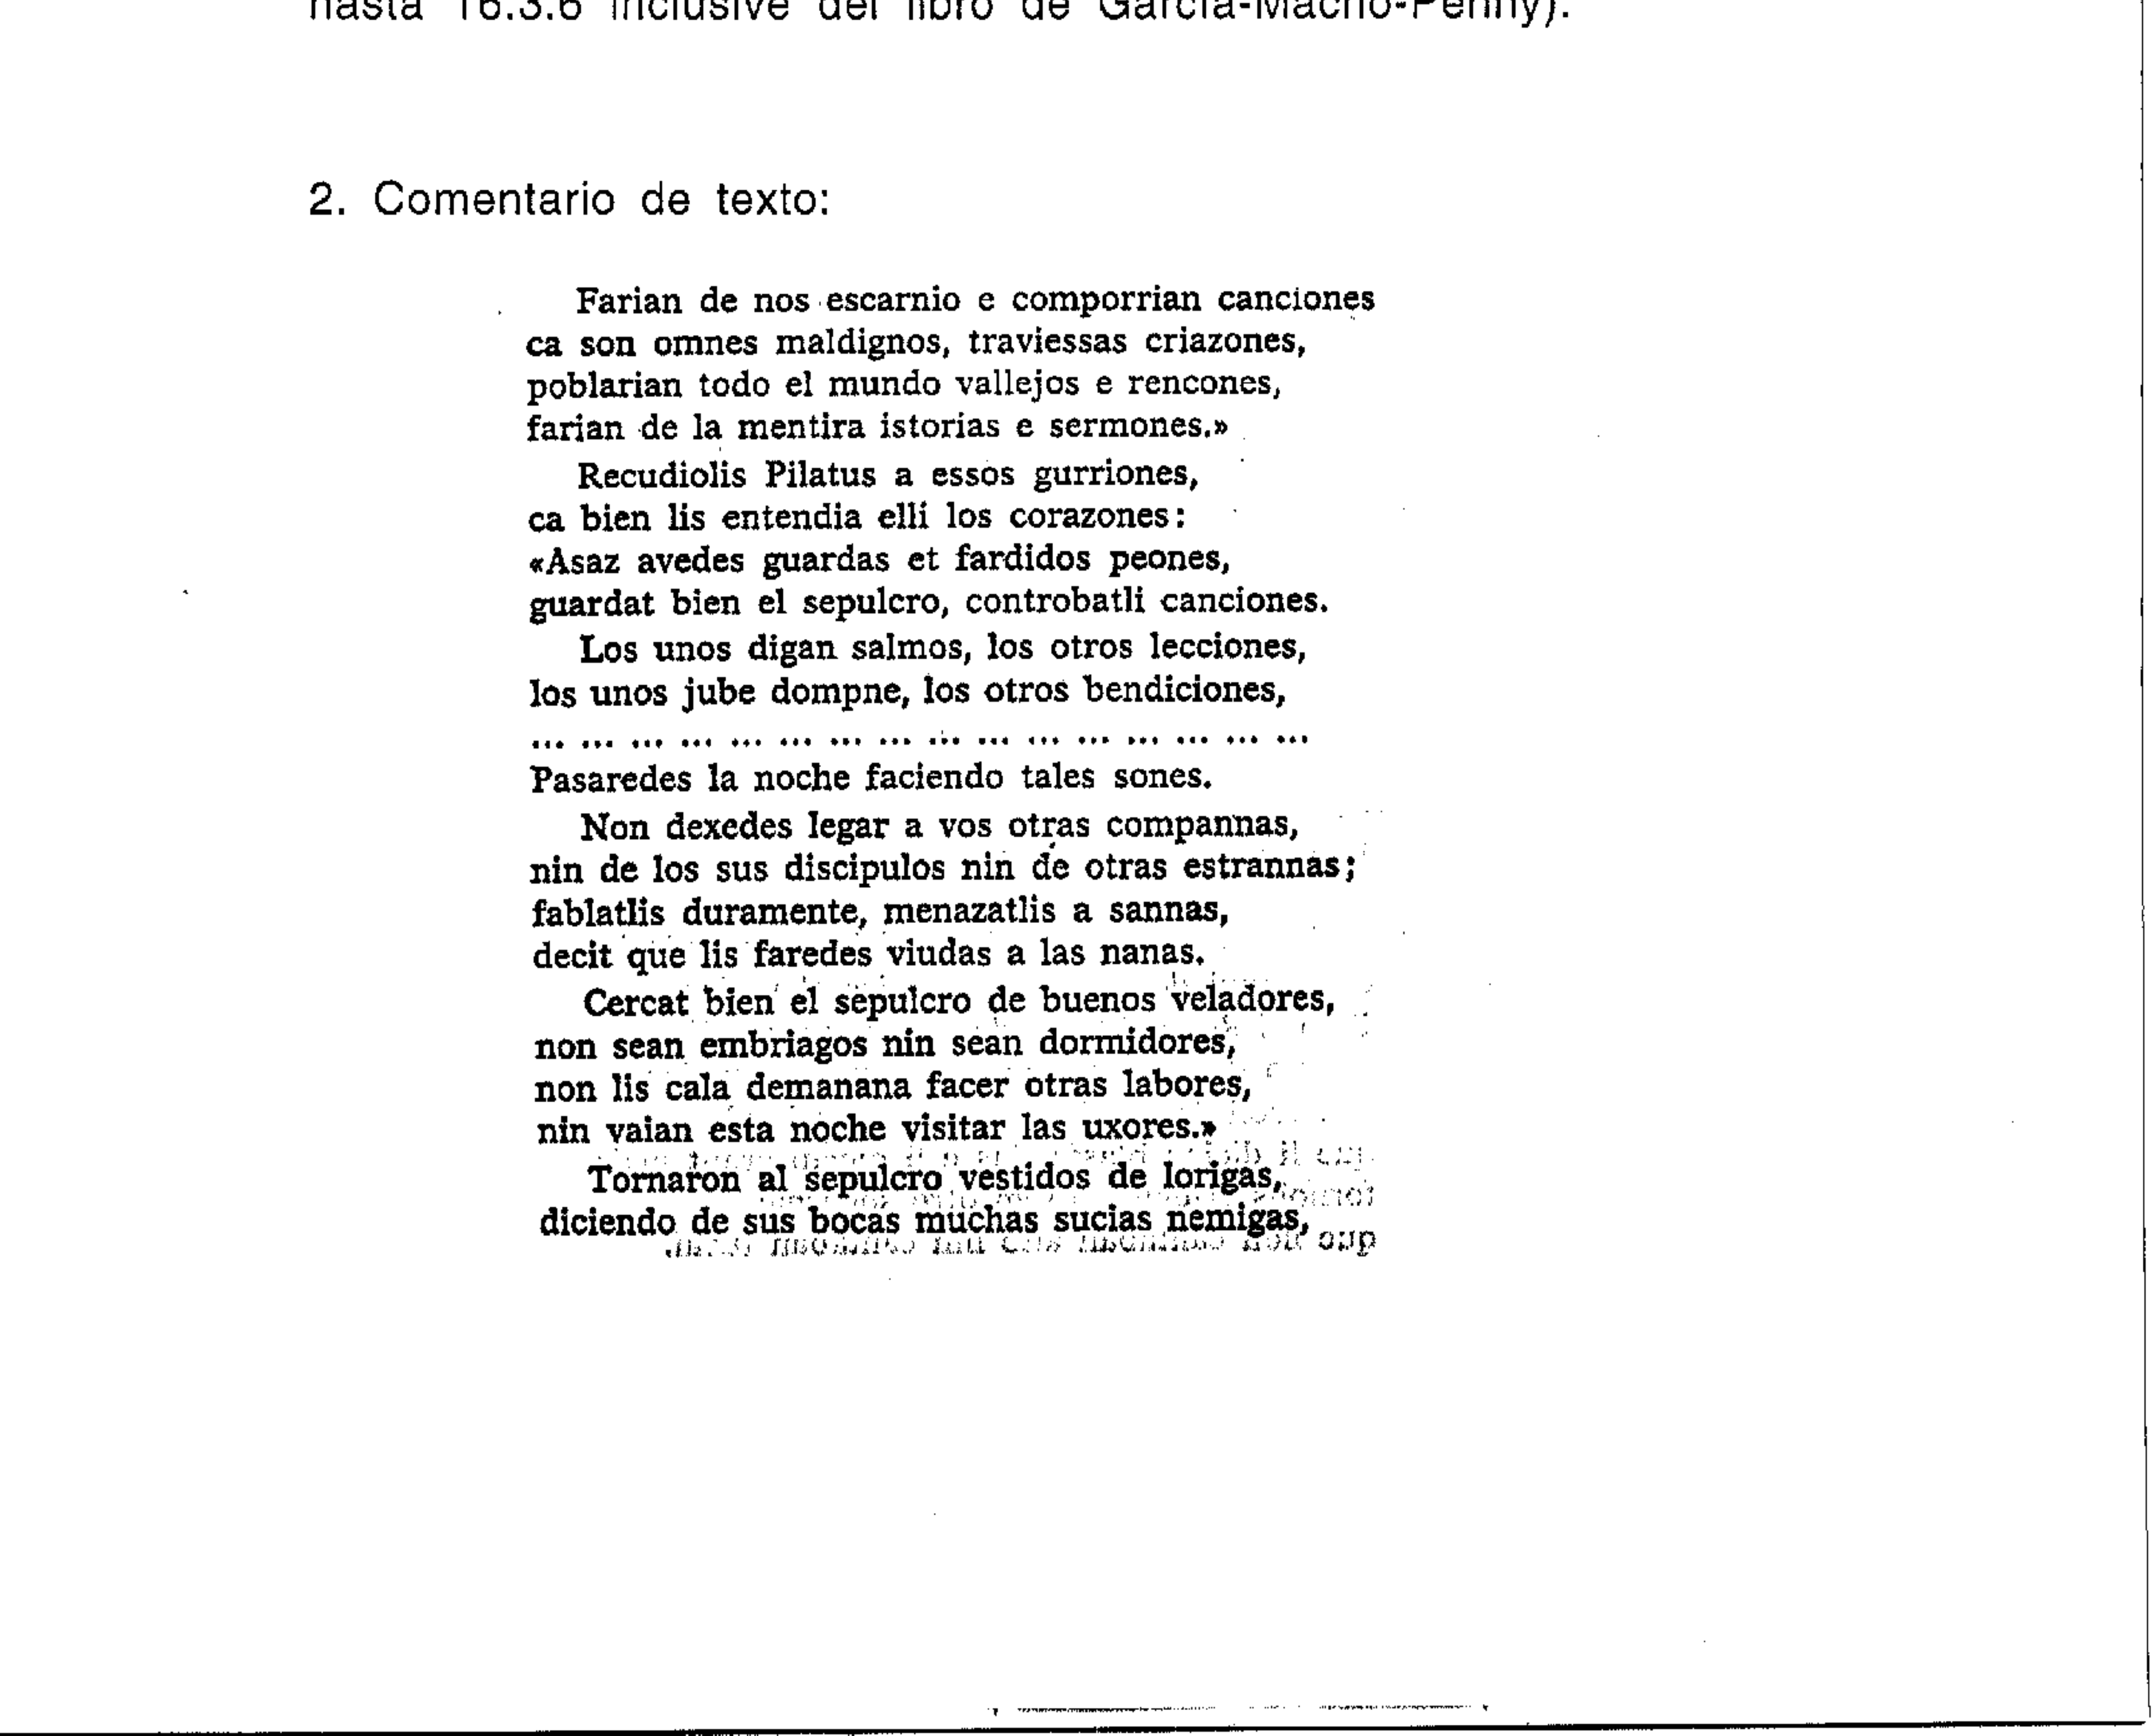 hasta 16.3.6 inclusive del libro de García-Macho-Penny).
2. Comentario de texto:
Farian de nos escarnio e comporrian canciones
ca son omnes maldignos, traviessas criazones,
poblarian todo el mundo vallejos e rencones,
farian de la mentira istorias e sermones.»
Recudiolis Pilatus a essos gurriones,
ca bien lis entendia elli los corazones:
«Asaz avedes guardas et fardidos peones,
guardat bien el sepulcro, controbatli canciones.
Los unos digan salmos, los otros lecciones,
los unos jube dompne, los otros bendiciones,
... ... ... ... ... ... ... ... ... ... ... ... ... ... ... ...
Pasaredes la noche faciendo tales sones.
Non dexedes legar a vos otras compannas,
nin de los sus discipulos nin de otras estrannas;
fablatlis duramente, menazatlis a sannas,
decit que lis faredes viudas a las nanas.
Cercat bien el sepulcro de buenos veladores,
non sean embriagos nin sean dormidores,
non lis cala demanana facer otras labores,
nin vaian esta noche visitar las uxores.»
Tornaron al sepulcro vestidos de lorigas,
diciendo de sus bocas muchas sucias nemigas,